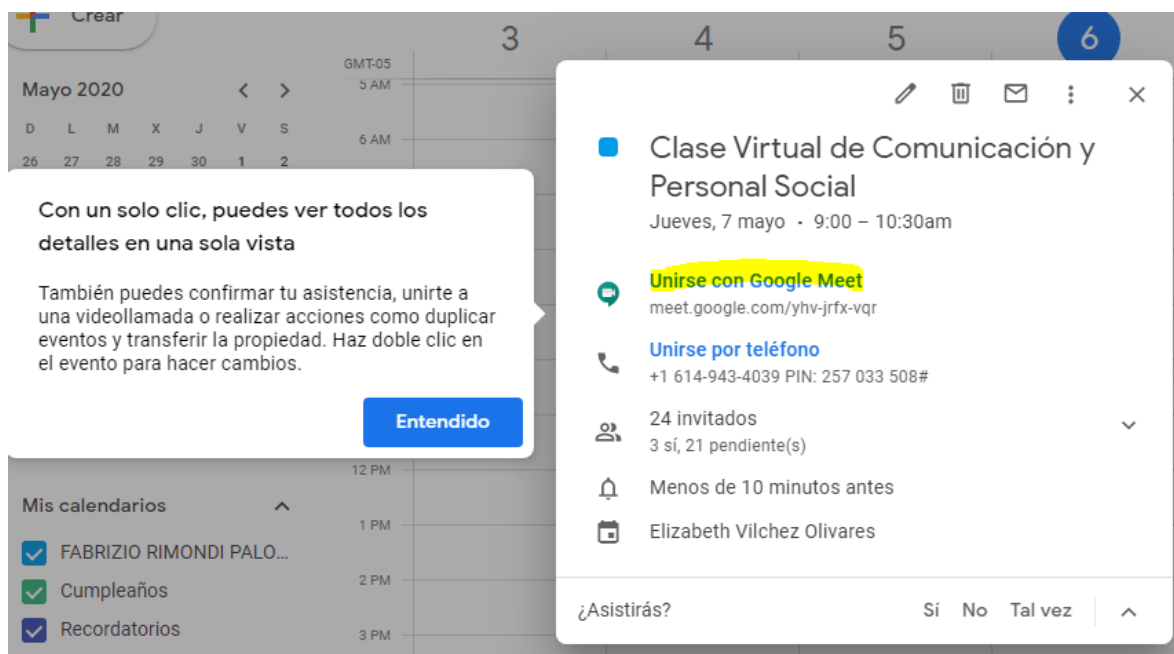 Crear
Mayo 2020
D L M X J V S
26 27 28 29 30 1 2
GMT-05
3 4 5 6
5 AM
6 AM
Con un solo clic, puedes ver todos los
detalles en una sola vista
También puedes confirmar tu asistencia, unirte a
una videollamada o realizar acciones como duplicar
eventos y transferir la propiedad. Haz doble clic en
el evento para hacer cambios.
Entendido
12 PM
1 PM
2 PM
3 PM
Mis calendarios
FABRIZIO RIMONDI PALO...
Cumpleaños
Recordatorios
Clase Virtual de Comunicación y
Personal Social
Jueves, 7 mayo · 9:00 – 10:30am
Unirse con Google Meet
meet.google.com/yhv-jrfx-vqr
Unirse por teléfono
+1 614-943-4039 PIN: 257 033 508#
24 invitados
3 sí, 21 pendiente(s)
Menos de 10 minutos antes
Elizabeth Vilchez Olivares
¿Asistirás?
Sí No Tal vez